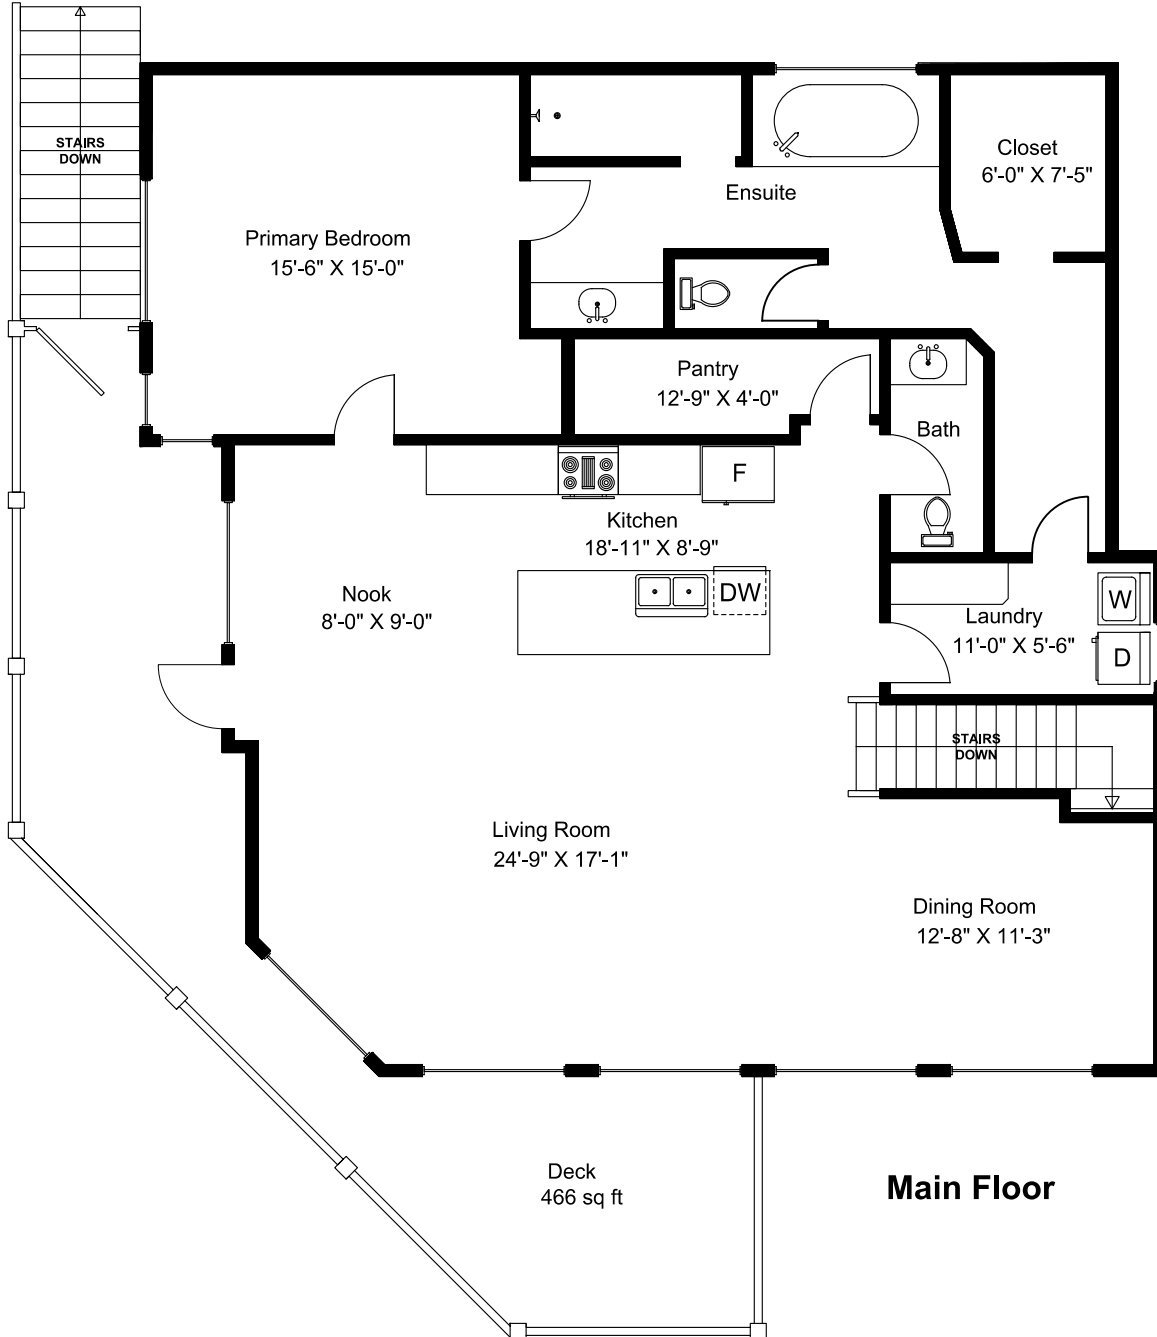 STAIRS
DOWN
Closet
6'-0" X 7'-5"
Ensuite
Primary Bedroom
15'-6" X 15'-0"
Pantry
12'-9" X 4'-0"
Bath
F
Kitchen
18'-11" X 8'-9"
Nook
8'-0" X 9'-0"
DW
W
Laundry
11'-0" X 5'-6"
D
STAIRS
DOWN
Living Room
24'-9" X 17'-1"
Dining Room
12'-8" X 11'-3"
Deck
466 sq ft
Main Floor